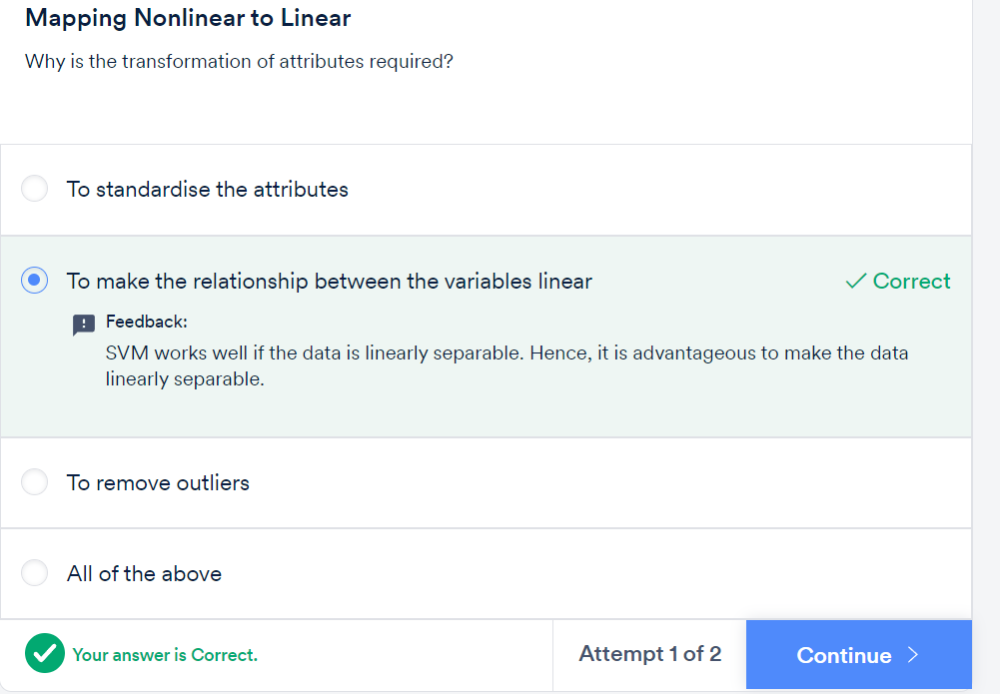 Mapping Nonlinear to Linear
Why is the transformation of attributes required?
To standardise the attributes
To make the relationship between the variables linear
Correct
Feedback:
SVM works well if the data is linearly separable. Hence, it is advantageous to make the data
linearly separable.
To remove outliers
All of the above
Your answer is Correct.
Attempt 1 of 2
Continue